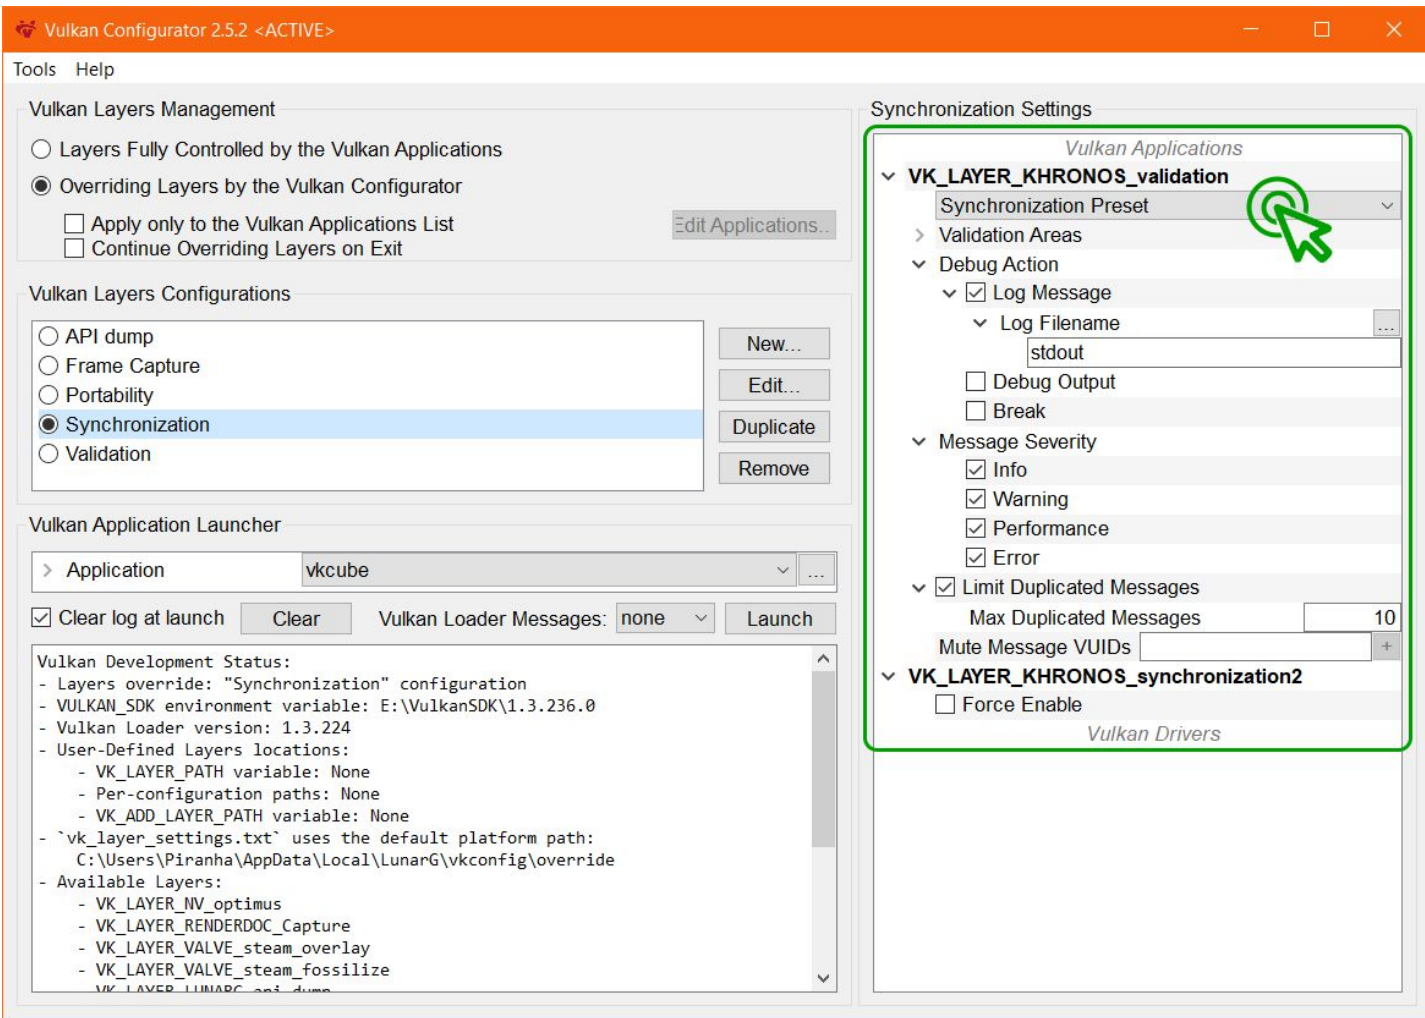 Vulkan Configurator 2.5.2 <ACTIVE>
Tools Help
Vulkan Layers Management
Layers Fully Controlled by the Vulkan Applications
Overriding Layers by the Vulkan Configurator
Apply only to the Vulkan Applications List
Edit Applications..
Continue Overriding Layers on Exit
Vulkan Layers Configurations
API dump
Frame Capture
Portability
Synchronization
Validation
New...
Edit...
Duplicate
Remove
Vulkan Application Launcher
Application vkcube ...
Clear log at launch Clear Vulkan Loader Messages: none Launch
Vulkan Development Status:
- Layers override: "Synchronization" configuration
- VULKAN_SDK environment variable: E:\VulkanSDK\1.3.236.0
- Vulkan Loader version: 1.3.224
- User-Defined Layers locations:
- VK_LAYER_PATH variable: None
- Per-configuration paths: None
- VK_ADD_LAYER_PATH variable: None
- `vk_layer_settings.txt` uses the default platform path:
C:\Users\Piranha\AppData\Local\LunarG\vkconfig\override
- Available Layers:
- VK_LAYER_NV_optimus
- VK_LAYER_RENDERDOC_Capture
- VK_LAYER_VALVE_steam_overlay
- VK_LAYER_VALVE_steam_fossilize
- VK_LAYER_LUNARG_api_dump
Synchronization Settings
Vulkan Applications
VK_LAYER_KHRONOS_validation
Synchronization Preset
Validation Areas
Debug Action
Log Message
Log Filename ...
stdout
Debug Output
Break
Message Severity
Info
Warning
Performance
Error
Limit Duplicated Messages
Max Duplicated Messages 10
Mute Message VUIDs +
VK_LAYER_KHRONOS_synchronization2
Force Enable
Vulkan Drivers